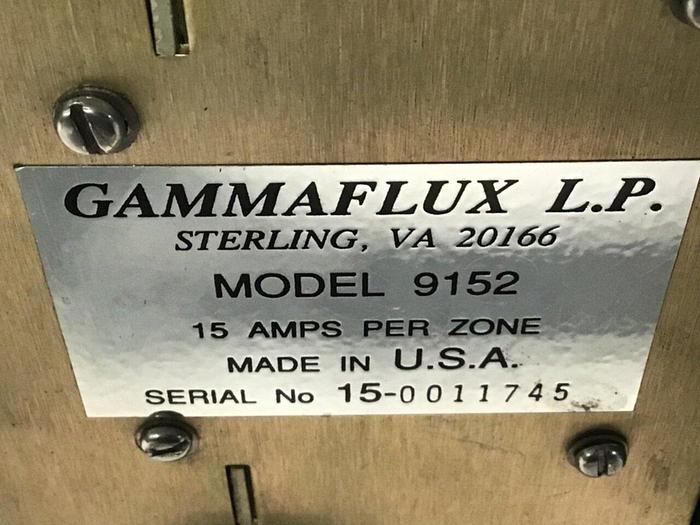 GAMMAFLUX L.P.
STERLING, VA 20166
MODEL 9152
15 AMPS PER ZONE
MADE IN U.S.A.
SERIAL No 15-0011745